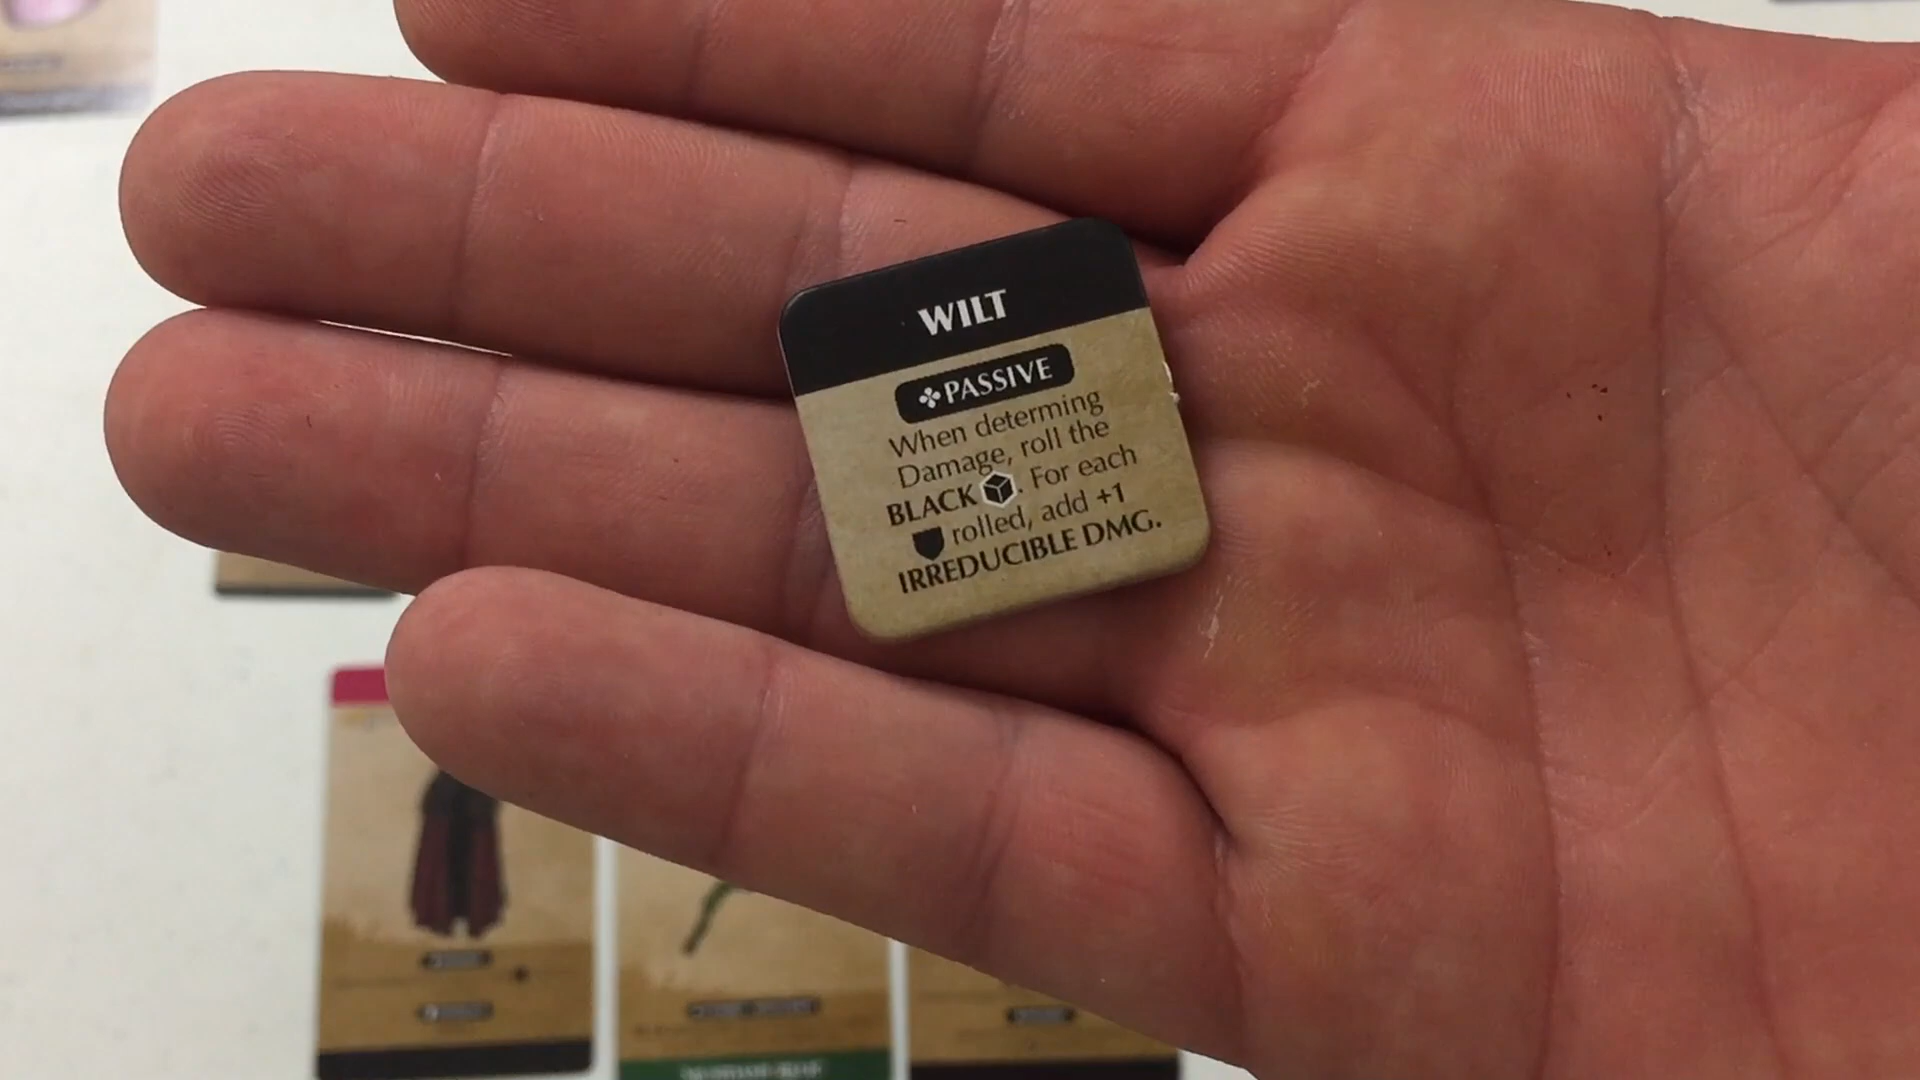 WILT
PASSIVE
When determing
Damage, roll the
BLACK . For each
rolled, add +1
IRREDUCIBLE DMG.